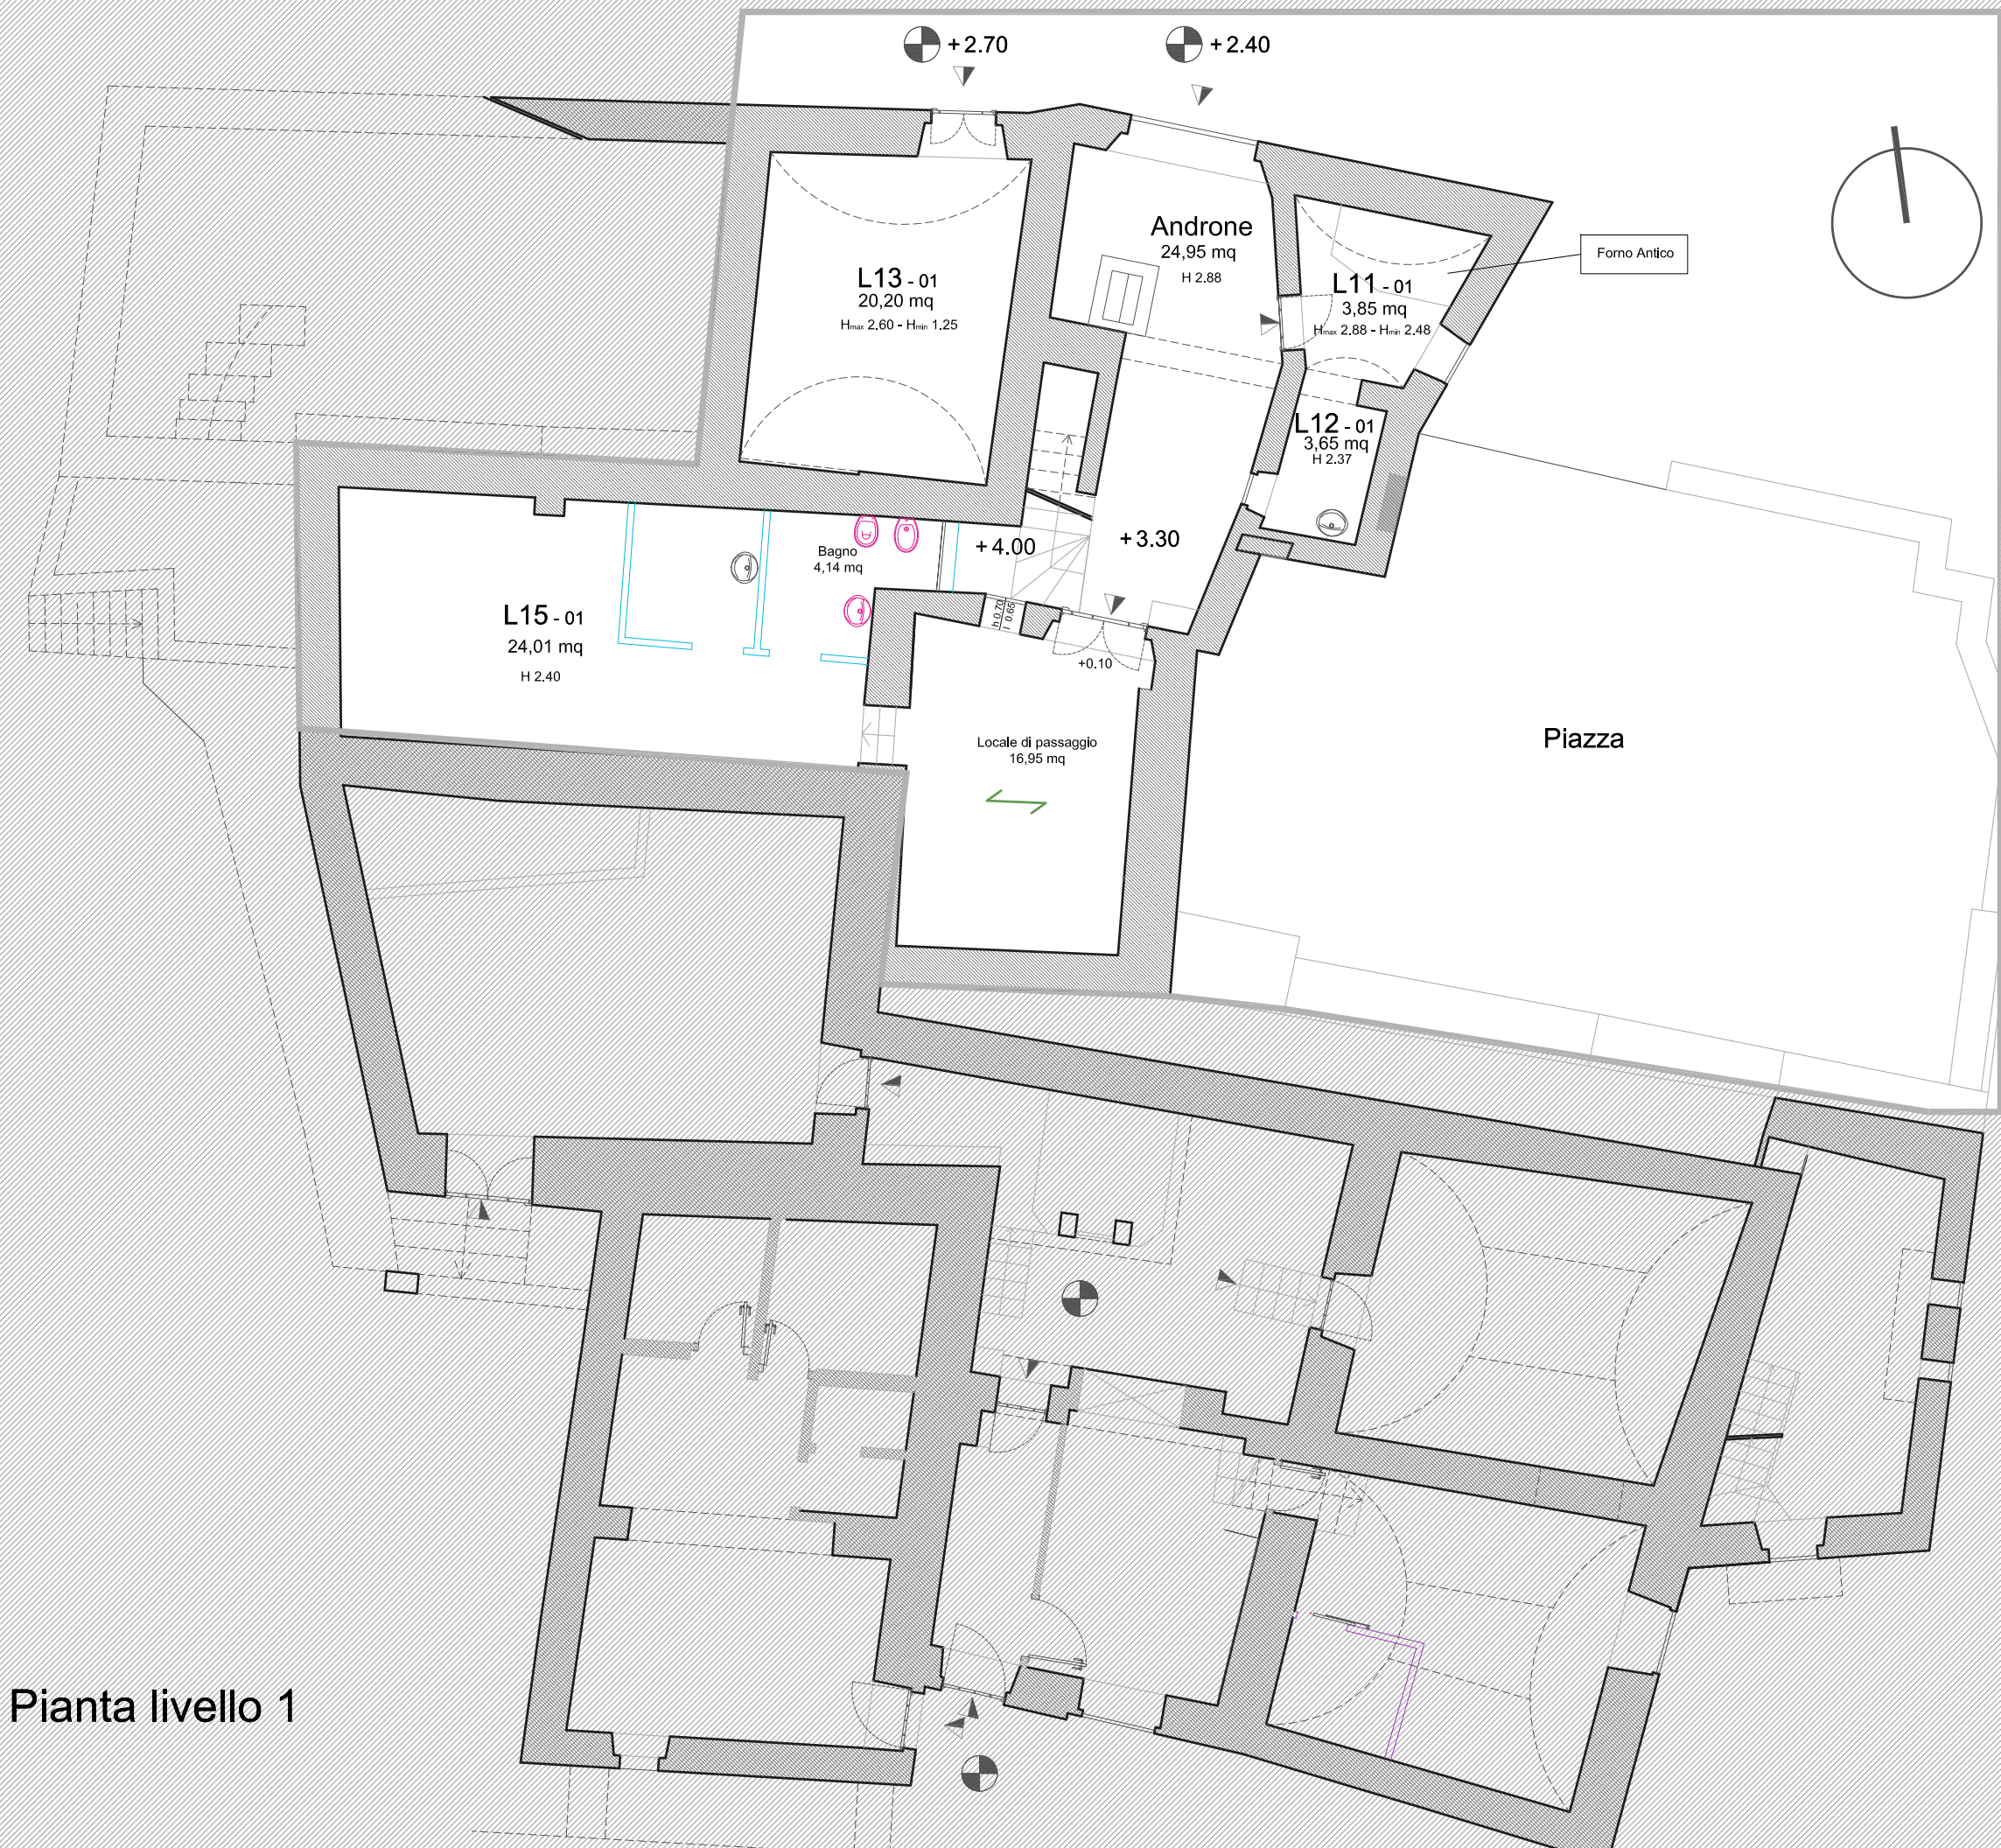 +2.70
+2.40
Androne
24,95 mq
H 2.88
Forno Antico
L13 - 01
20,20 mq
Hmax 2.60 - Hmin 1.25
L11 - 01
3,85 mq
Hmax 2.88 - Hmin 2.48
L12 - 01
3,65 mq
H 2.37
+4.00
+3.30
Bagno
4,14 mq
L15 - 01
24,01 mq
H 2.40
h 0.70
l 0.65
+0.10
Locale di passaggio
16,95 mq
Piazza
Pianta livello 1